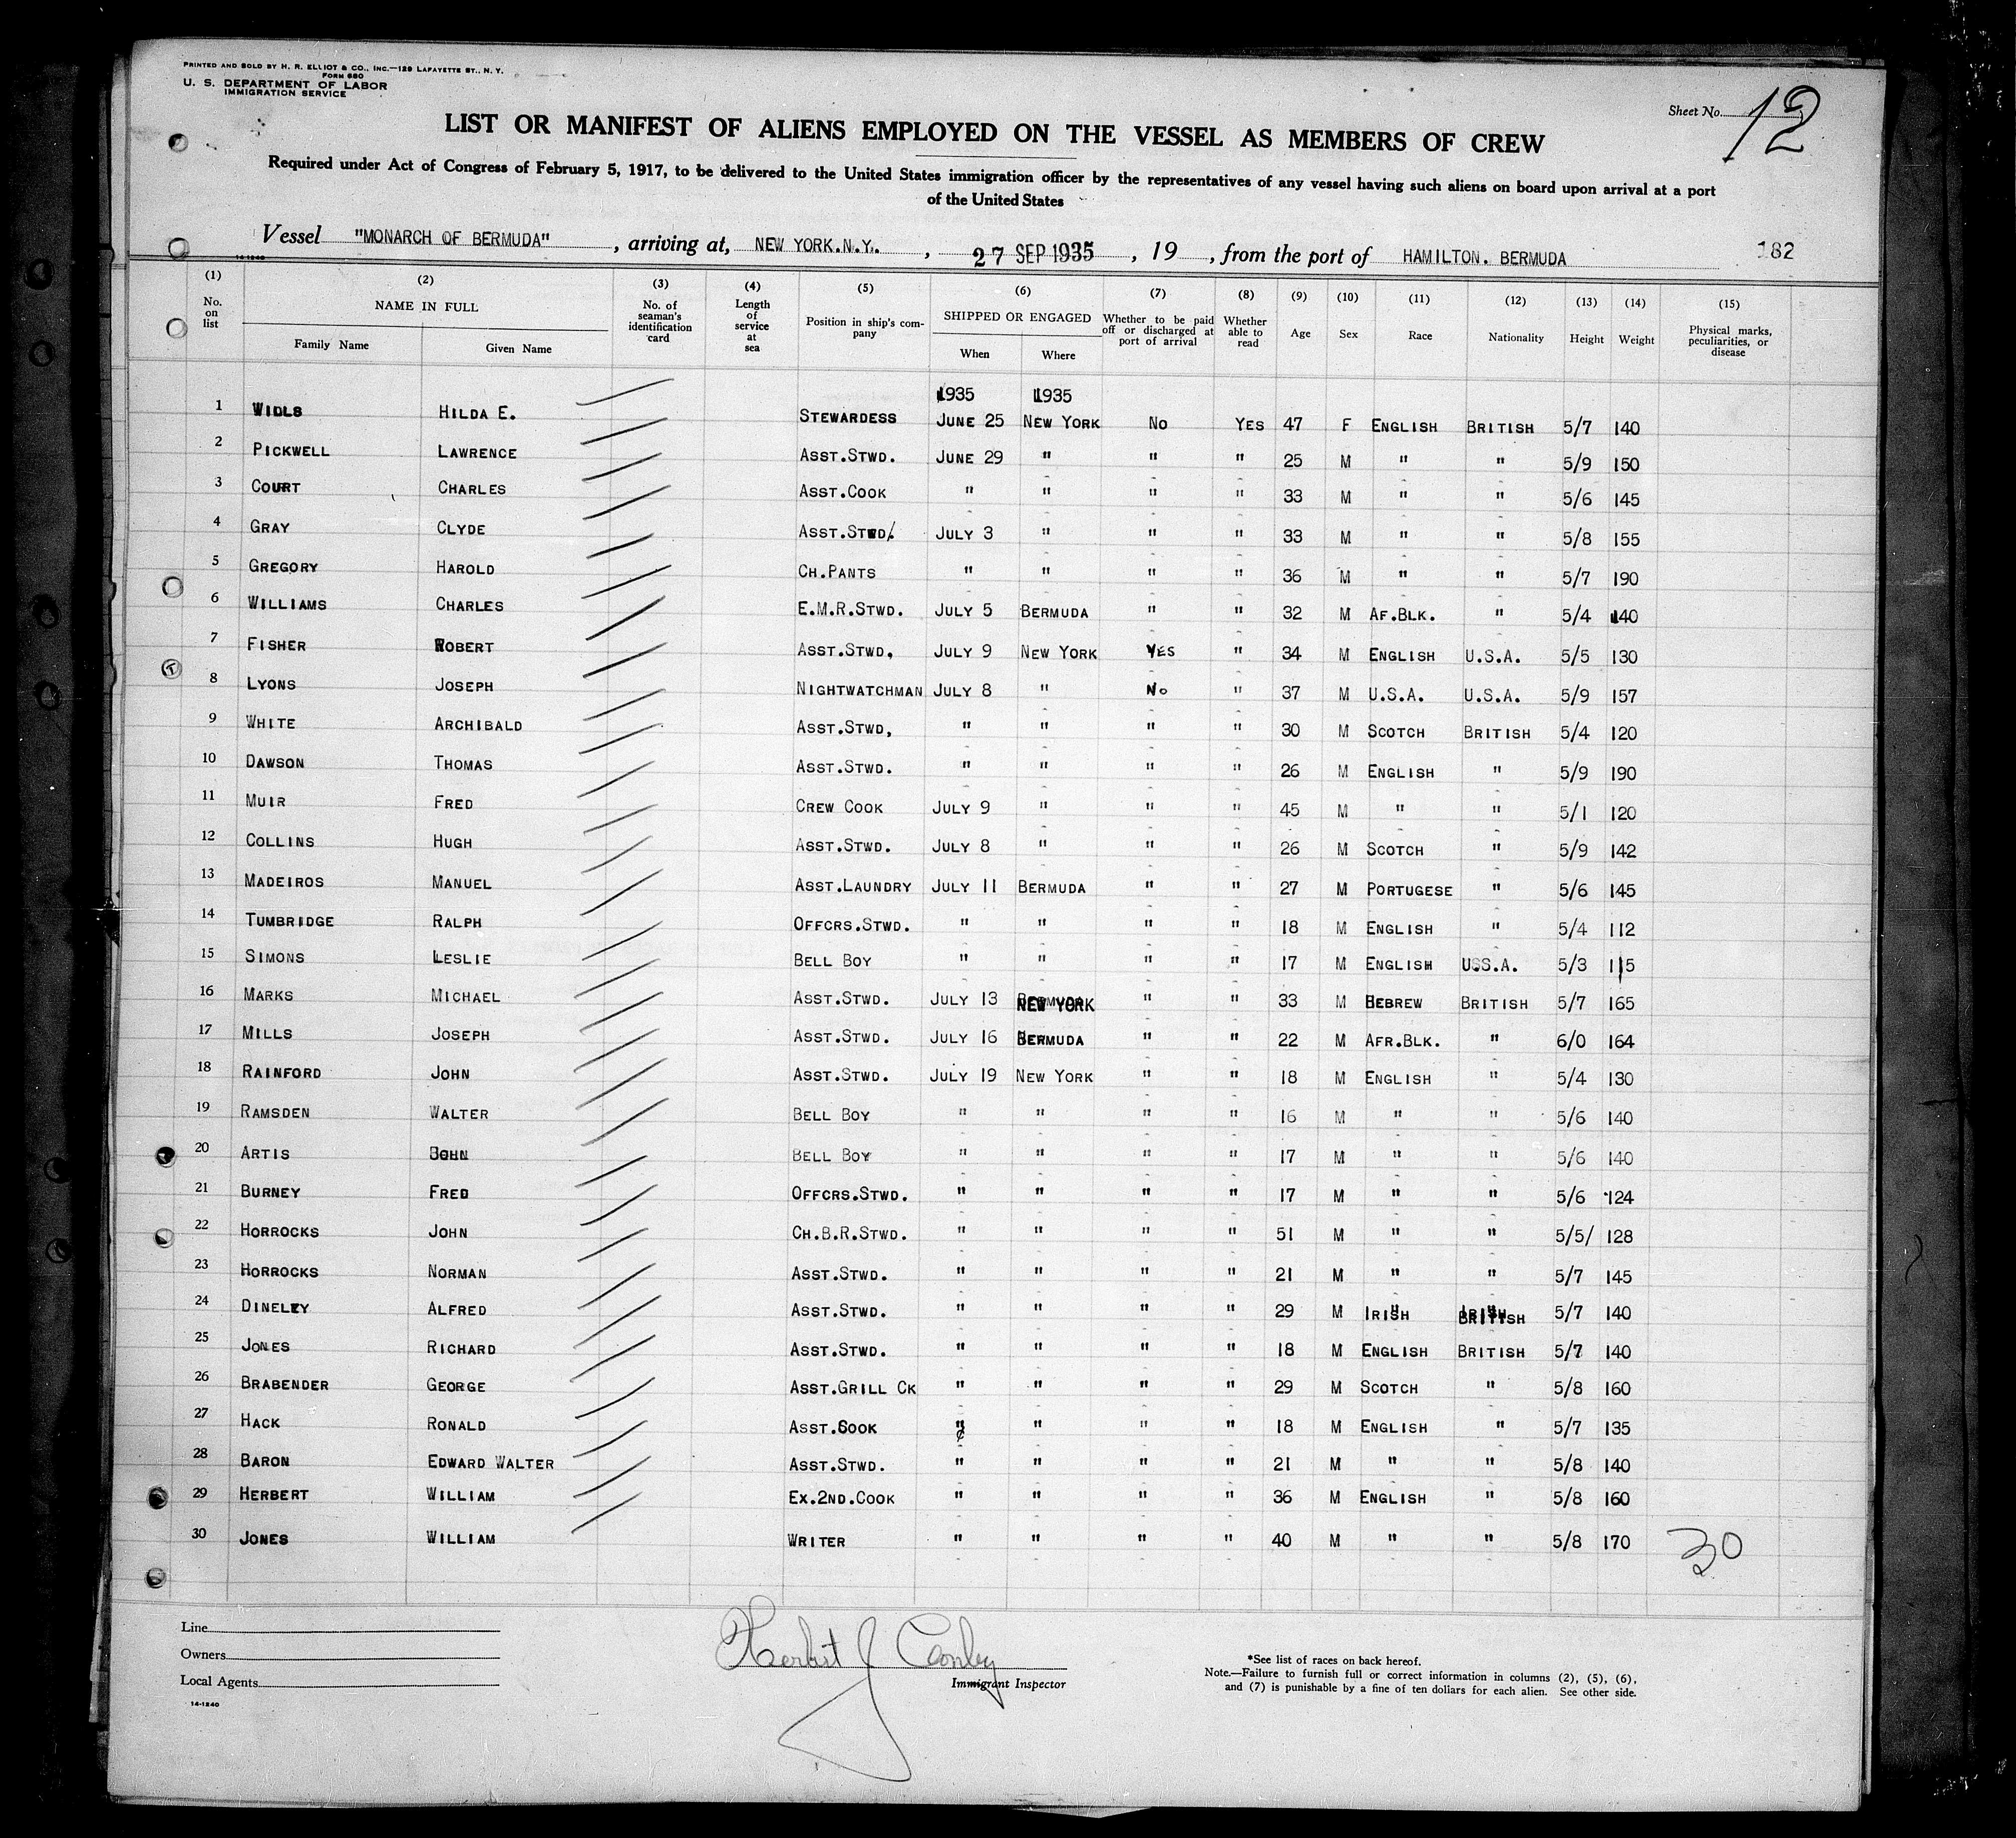 PRINTED AND SOLD BY H. R. ELLIOT & CO., INC.—129 LAFAYETTE ST., N. Y.
FORM 680
U. S. DEPARTMENT OF LABOR
IMMIGRATION SERVICE
Sheet No. 12
LIST OR MANIFEST OF ALIENS EMPLOYED ON THE VESSEL AS MEMBERS OF CREW
Required under Act of Congress of February 5, 1917, to be delivered to the United States immigration officer by the representatives of any vessel having such aliens on board upon arrival at a port
of the United States
Vessel "MONARCH OF BERMUDA", arriving at, NEW YORK.N.Y., 27 SEP 1935, 19, from the port of HAMILTON. BERMUDA 182
14-1240
(1) No. on list (2) NAME IN FULL Family Name Given Name (3) No. of seaman's identification card (4) Length of service at sea (5) Position in ship's company (6) SHIPPED OR ENGAGED When Where (7) Whether to be paid off or discharged at port of arrival (8) Whether able to read (9) Age (10) Sex (11) Race (12) Nationality (13) Height (14) Weight (15) Physical marks, peculiarities, or disease
1935 1935
1 HILDA E. STEWARDESS JUNE 25 NEW YORK NO YES 47 F ENGLISH BRITISH 5/7 140
2 PICKWELL LAWRENCE ASST.STWD. JUNE 29 " " " 25 M " " 5/9 150
3 COURT CHARLES ASST.COOK " " " " 33 M " " 5/6 145
4 GRAY CLYDE ASST.STWD. JULY 3 " " " 33 M " " 5/8 155
5 GREGORY HAROLD CH.PANTS " " " " 36 M " " 5/7 190
6 WILLIAMS CHARLES E.M.R.STWD. JULY 5 BERMUDA " " 32 M AF.BLK. " 5/4 140
7 FISHER ROBERT ASST.STWD, JULY 9 NEW YORK YES " 34 M ENGLISH U.S.A. 5/5 130
8 LYONS JOSEPH NIGHTWATCHMAN JULY 8 " NO " 37 M U.S.A. U.S.A. 5/9 157
9 WHITE ARCHIBALD ASST.STWD, " " " " 30 M SCOTCH BRITISH 5/4 120
10 DAWSON THOMAS ASST.STWD. " " " " 26 M ENGLISH " 5/9 190
11 MUIR FRED CREW COOK JULY 9 " " " 45 M " " 5/1 120
12 COLLINS HUGH ASST.STWD. JULY 8 " " " 26 M SCOTCH " 5/9 142
13 MADEIROS MANUEL ASST.LAUNDRY JULY 11 BERMUDA " " 27 M PORTUGESE " 5/6 145
14 TUMBRIDGE RALPH OFFCRS.STWD. " " " " 18 M ENGLISH " 5/4 112
15 SIMONS LESLIE BELL BOY " " " " 17 M ENGLISH U.S.A. 5/3 115
16 MARKS MICHAEL ASST.STWD. JULY 13 NEW YORK " " 33 M BEBREW BRITISH 5/7 165
17 MILLS JOSEPH ASST.STWD. JULY 16 BERMUDA " " 22 M AFR.BLK. " 6/0 164
18 RAINFORD JOHN ASST.STWD. JULY 19 NEW YORK " " 18 M ENGLISH " 5/4 130
19 RAMSDEN WALTER BELL BOY " " " " 16 M " " 5/6 140
20 ARTIS JOHN BELL BOY " " " " 17 M " " 5/6 140
21 BURNEY FRED OFFCRS.STWD. " " " " 17 M " " 5/6 124
22 HORROCKS JOHN CH.B.R.STWD. " " " " 51 M " " 5/5/ 128
23 HORROCKS NORMAN ASST.STWD. " " " " 21 M " " 5/7 145
24 DINELEY ALFRED ASST.STWD. " " " " 29 M IRISH BRITISH 5/7 140
25 JONES RICHARD ASST.STWD. " " " " 18 M ENGLISH BRITISH 5/7 140
26 BRABENDER GEORGE ASST.GRILL CK " " " " 29 M SCOTCH " 5/8 160
27 HACK RONALD ASST.COOK " " " " 18 M ENGLISH " 5/7 135
28 BARON EDWARD WALTER ASST.STWD. " " " " 21 M " " 5/8 140
29 HERBERT WILLIAM EX.2ND.COOK " " " " 36 M ENGLISH " 5/8 160
30 JONES WILLIAM WRITER " " " " 40 M " " 5/8 170 30
Line
Owners
Local Agents
14-1240
Herbert J Conley
Immigrant Inspector
*See list of races on back hereof.
Note.—Failure to furnish full or correct information in columns (2), (5), (6),
and (7) is punishable by a fine of ten dollars for each alien. See other side.